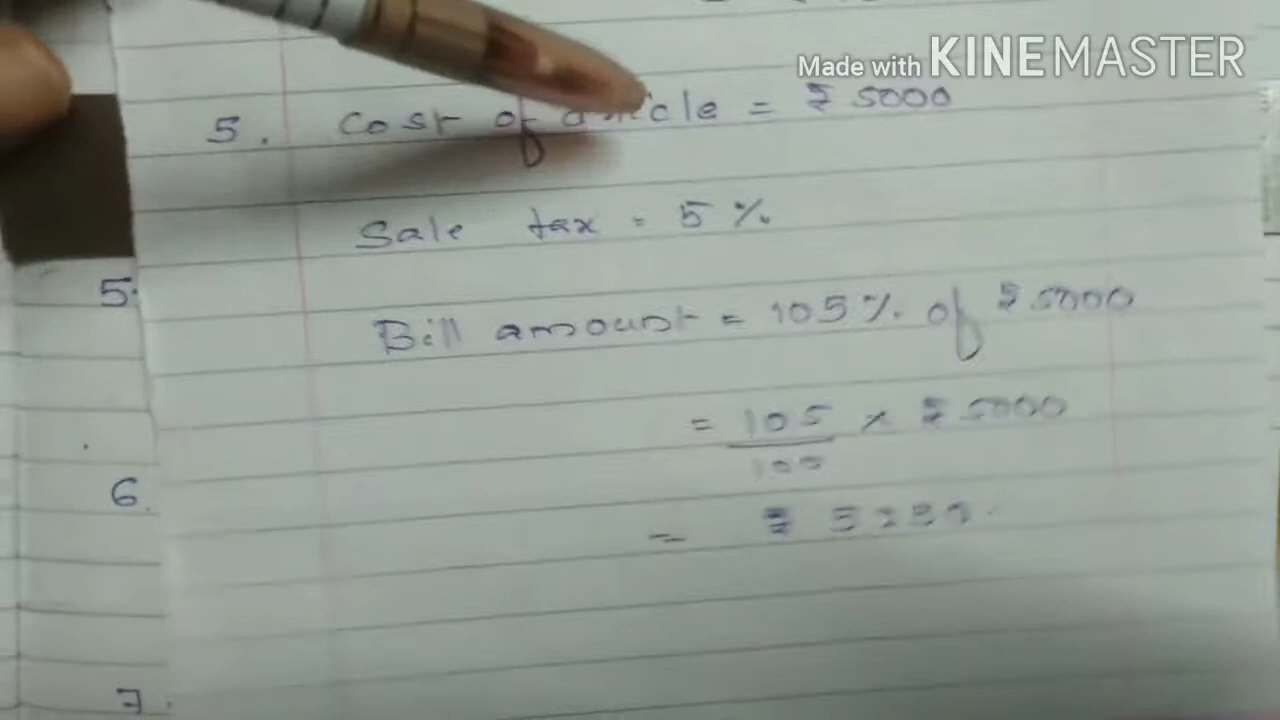 Made with KINEMASTER
5. Cost of article = ₹ 5000
Sale tax = 5 %
5.
Bill amount = 105 % of ₹ 5000
= 105 × ₹ 5000
100
6.
= ₹ 5250.
7.